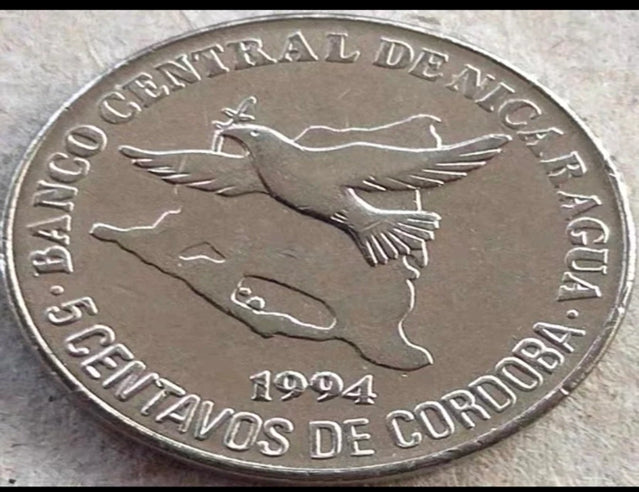 BANCO CENTRAL DE NICARAGUA
1994
5 CENTAVOS DE CORDOBA